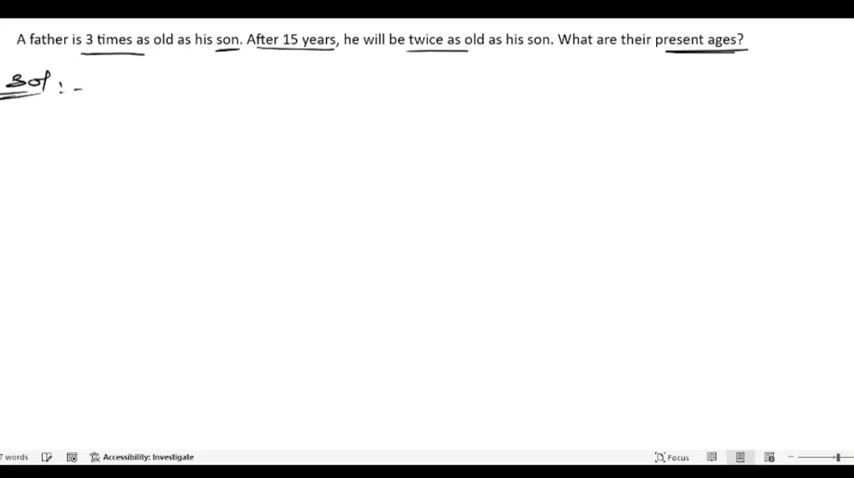 A father is 3 times as old as his son. After 15 years, he will be twice as old as his son. What are their present ages?
Sol :-
7 words Accessibility: Investigate Focus